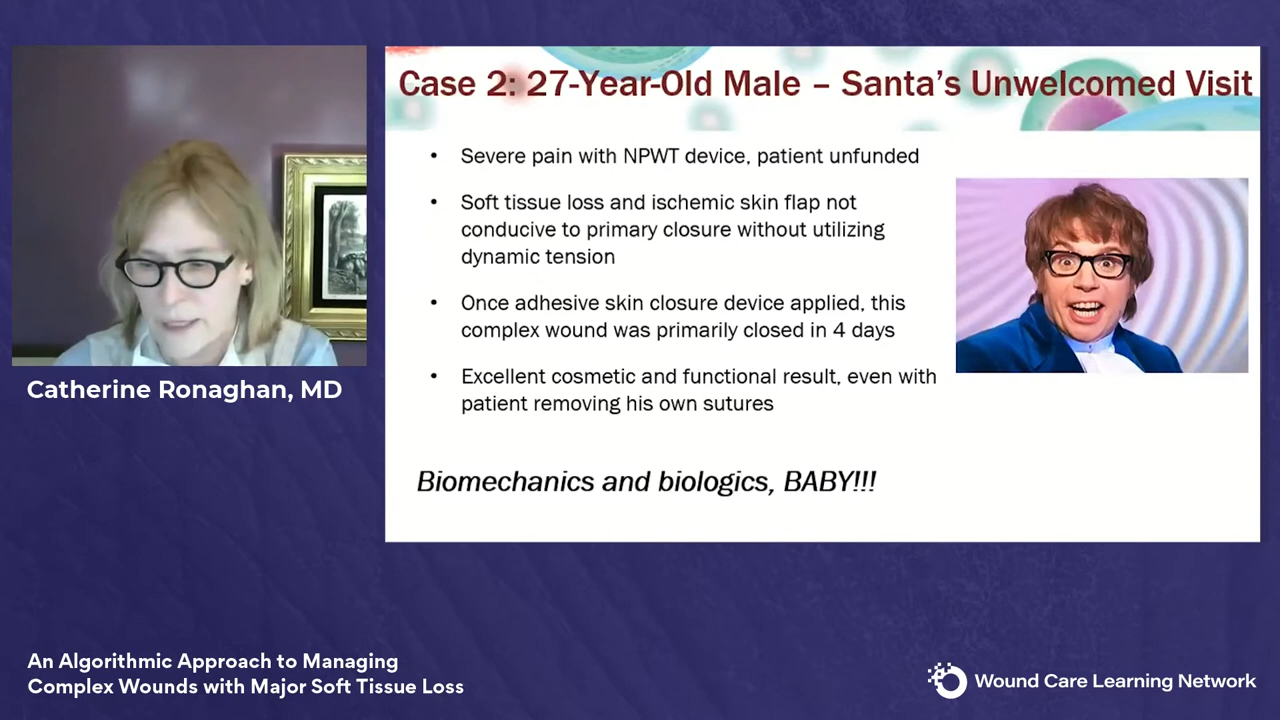 Case 2: 27-Year-Old Male – Santa’s Unwelcomed Visit
• Severe pain with NPWT device, patient unfunded
• Soft tissue loss and ischemic skin flap not
conducive to primary closure without utilizing
dynamic tension
• Once adhesive skin closure device applied, this
complex wound was primarily closed in 4 days
• Excellent cosmetic and functional result, even with
patient removing his own sutures
Biomechanics and biologics, BABY!!!
Catherine Ronaghan, MD
An Algorithmic Approach to Managing
Complex Wounds with Major Soft Tissue Loss
Wound Care Learning Network